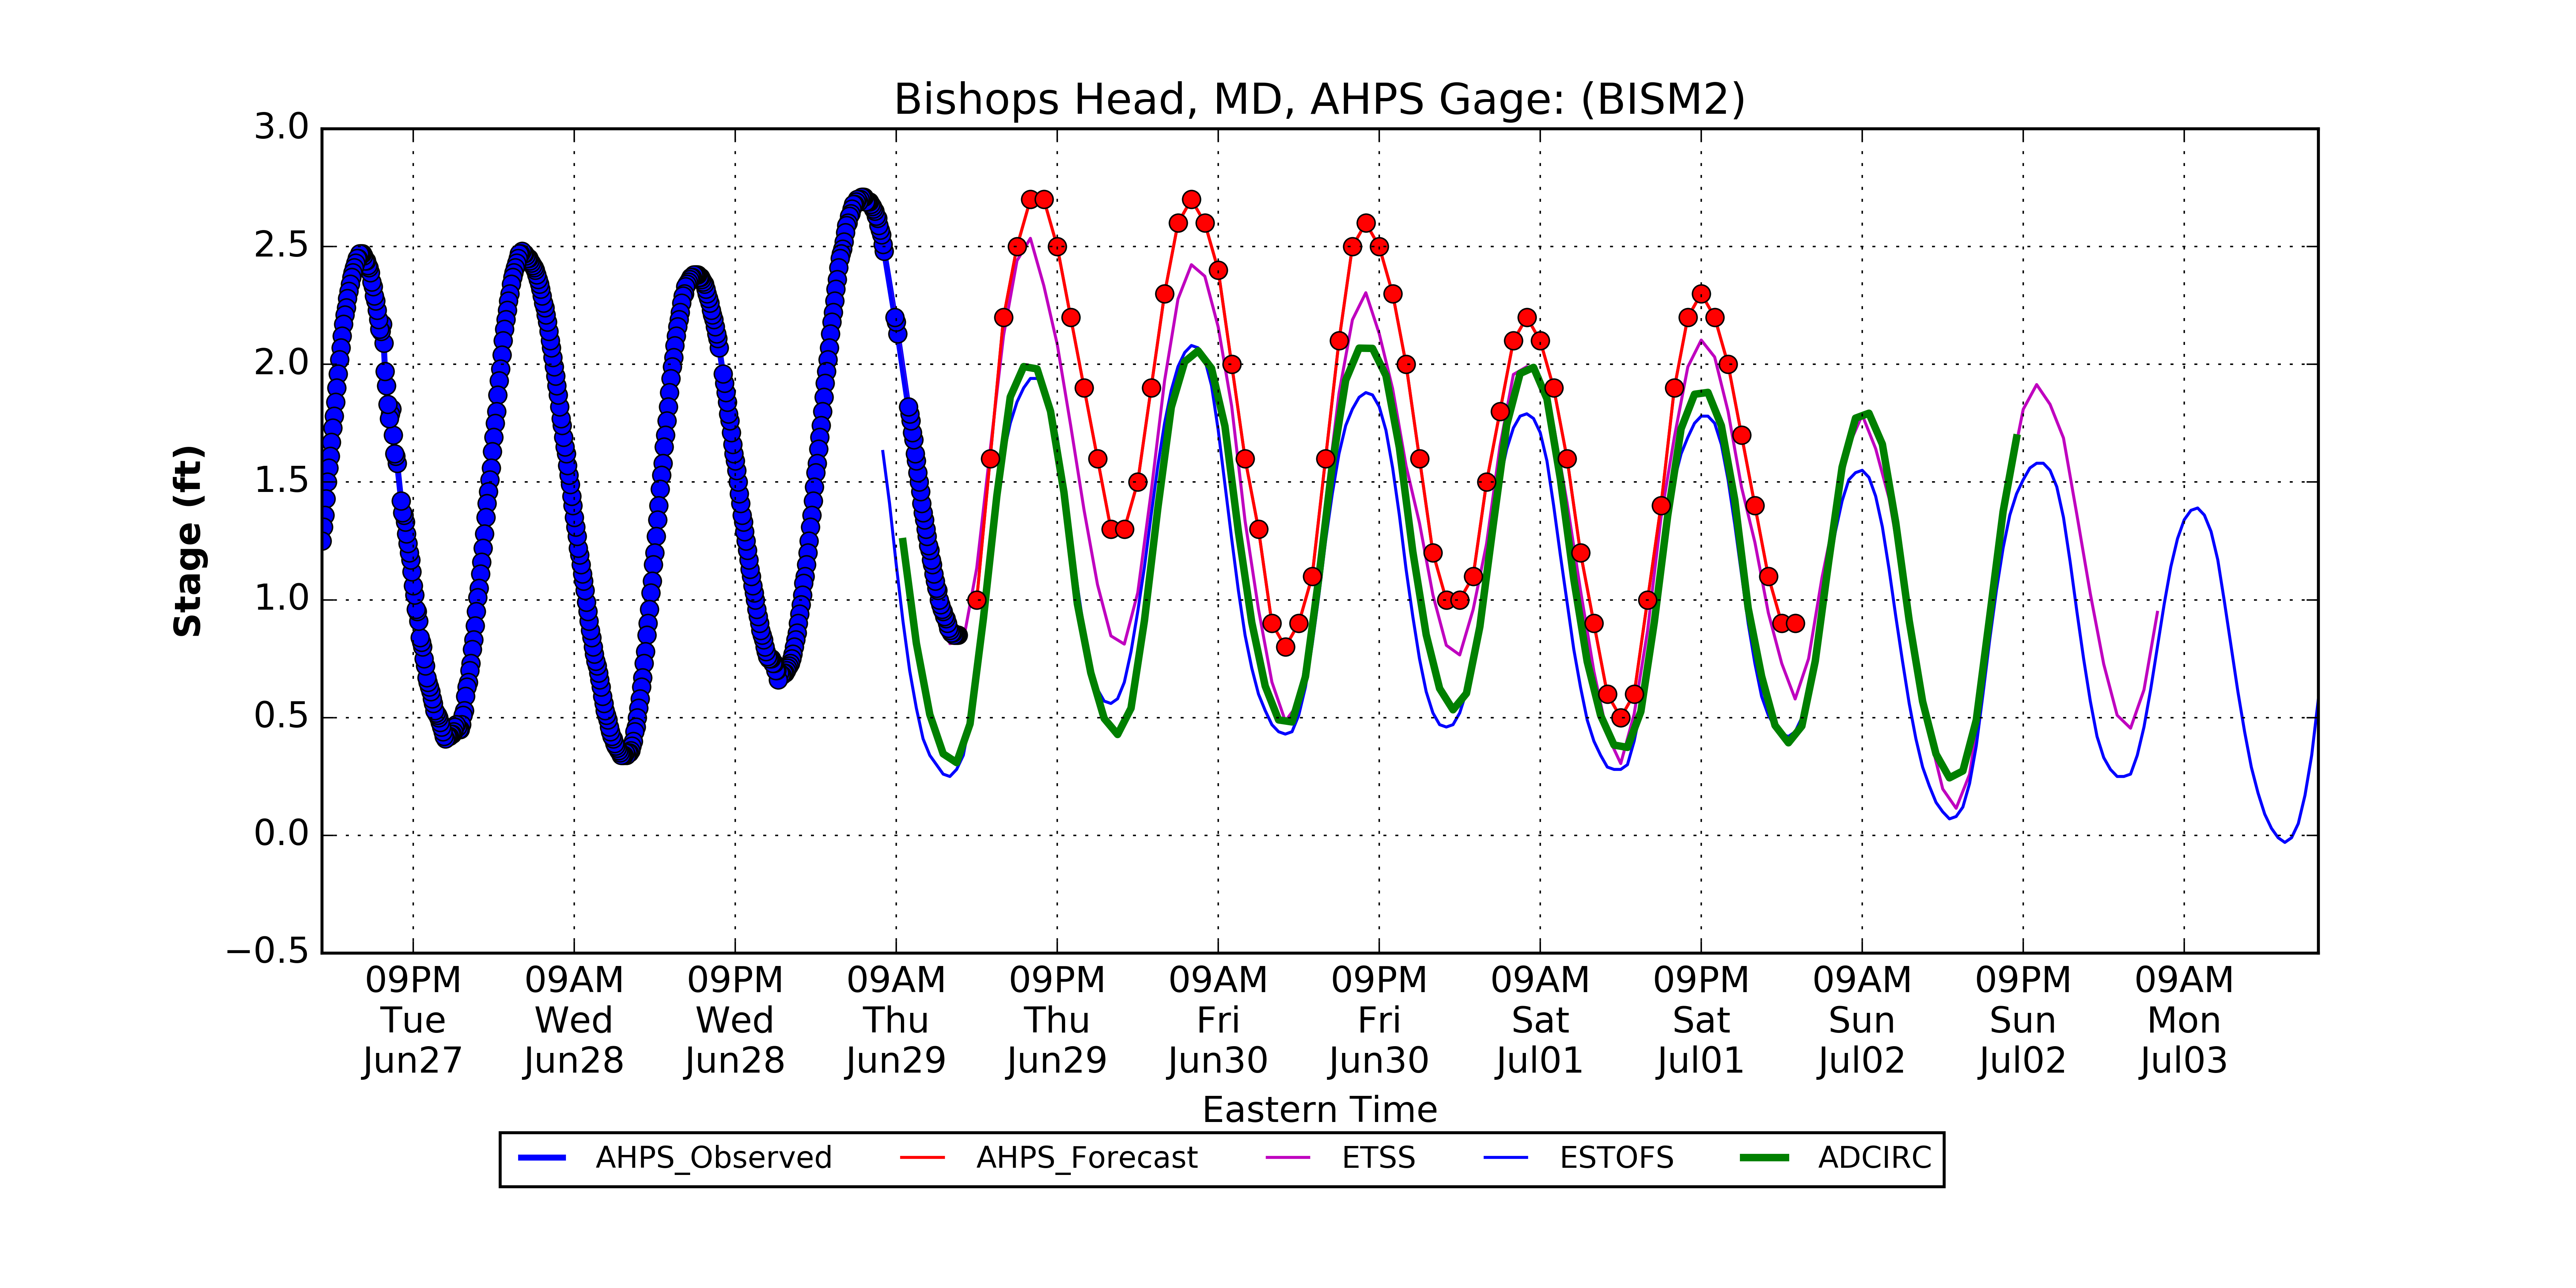 Bishops Head, MD, AHPS Gage: (BISM2)
3.0
2.5
2.0
1.5
1.0
0.5
0.0
−0.5
Stage (ft)
09PM 09AM 09PM 09AM 09PM 09AM 09PM 09AM 09PM 09AM 09PM 09AM
Tue Wed Wed Thu Thu Fri Fri Sat Sat Sun Sun Mon
Jun27 Jun28 Jun28 Jun29 Jun29 Jun30 Jun30 Jul01 Jul01 Jul02 Jul02 Jul03
Eastern Time
AHPS_Observed AHPS_Forecast ETSS ESTOFS ADCIRC